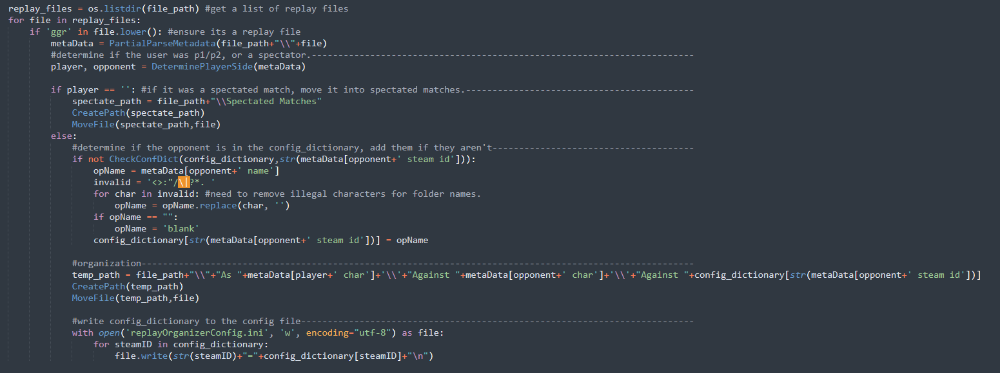 replay_files = os.listdir(file_path) #get a list of replay files
for file in replay_files:
    if 'ggr' in file.lower(): #ensure its a replay file
        metaData = PartialParseMetadata(file_path+"\\"+file)
        #determine if the user was p1/p2, or a spectator.------------------------------------------------------------------------
        player, opponent = DeterminePlayerSide(metaData)

        if player == '': #if it was a spectated match, move it into spectated matches.-------------------------------------------
            spectate_path = file_path+"\\Spectated Matches"
            CreatePath(spectate_path)
            MoveFile(spectate_path,file)
        else:
            #determine if the opponent is in the config_dictionary, add them if they aren't--------------------------------------
            if not CheckConfDict(config_dictionary,str(metaData[opponent+' steam id'])):
                opName = metaData[opponent+' name']
                invalid = '<>:"/\|?*. '
                for char in invalid: #need to remove illegal characters for folder names.
                    opName = opName.replace(char, '')
                if opName == "":
                    opName = 'blank'
                config_dictionary[str(metaData[opponent+' steam id'])] = opName

            #organization--------------------------------------------------------------------------------------------------------
            temp_path = file_path+"\\"+"As "+metaData[player+' char']+'\\'+"Against "+metaData[opponent+' char']+'\\'+"Against "+config_dictionary[str(metaData[opponent+' steam id'])]
            CreatePath(temp_path)
            MoveFile(temp_path,file)

            #write config_dictionary to the config file--------------------------------------------------------------------------
            with open('replayOrganizerConfig.ini', 'w', encoding="utf-8") as file:
                for steamID in config_dictionary:
                    file.write(str(steamID)+"="+config_dictionary[steamID]+"\n")